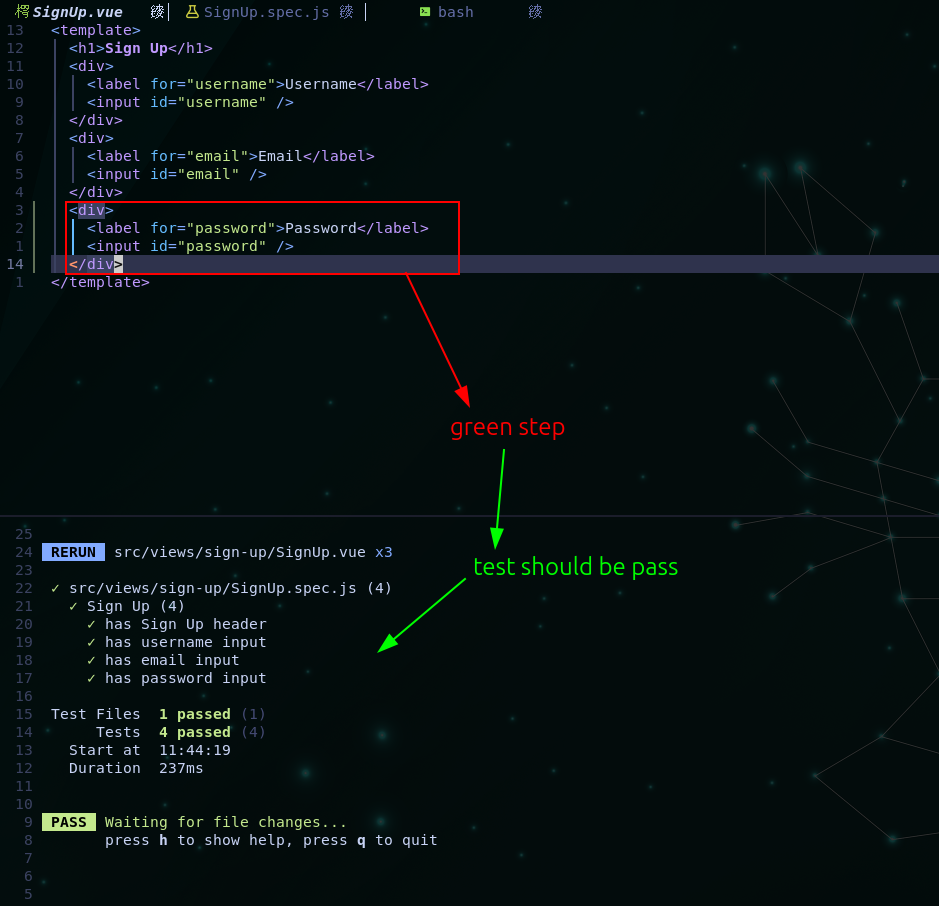 SignUp.vue SignUp.spec.js bash
13 <template>
12 <h1>Sign Up</h1>
11 <div>
10 <label for="username">Username</label>
9 <input id="username" />
8 </div>
7 <div>
6 <label for="email">Email</label>
5 <input id="email" />
4 </div>
3 <div>
2 <label for="password">Password</label>
1 <input id="password" />
14 </div>
1 </template>
green step
test should be pass
25
24 RERUN src/views/sign-up/SignUp.vue x3
23
22 ✓ src/views/sign-up/SignUp.spec.js (4)
21 ✓ Sign Up (4)
20 ✓ has Sign Up header
19 ✓ has username input
18 ✓ has email input
17 ✓ has password input
16
15 Test Files 1 passed (1)
14 Tests 4 passed (4)
13 Start at 11:44:19
12 Duration 237ms
11
10
9 PASS Waiting for file changes...
8 press h to show help, press q to quit
7
6
5